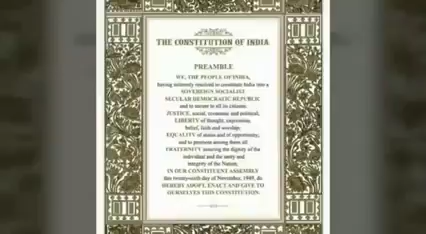 THE CONSTITUTION OF INDIA
PREAMBLE
WE, THE PEOPLE OF INDIA,
having solemnly resolved to constitute India into a
SOVEREIGN SOCIALIST
SECULAR DEMOCRATIC REPUBLIC
and to secure to all its citizens:
JUSTICE, social, economic and political;
LIBERTY of thought, expression,
belief, faith and worship;
EQUALITY of status and of opportunity;
and to promote among them all
FRATERNITY assuring the dignity of the
individual and the unity and
integrity of the Nation;
IN OUR CONSTITUENT ASSEMBLY
this twenty-sixth day of November, 1949, do
HEREBY ADOPT, ENACT AND GIVE TO
OURSELVES THIS CONSTITUTION.